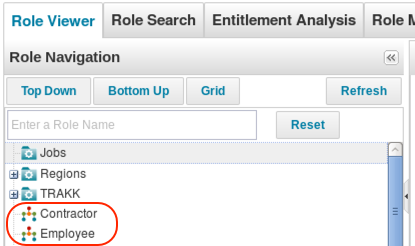 Role Viewer Role Search Entitlement Analysis Role
Role Navigation
Top Down Bottom Up Grid Refresh
Enter a Role Name Reset
Jobs
Regions
TRAKK
Contractor
Employee